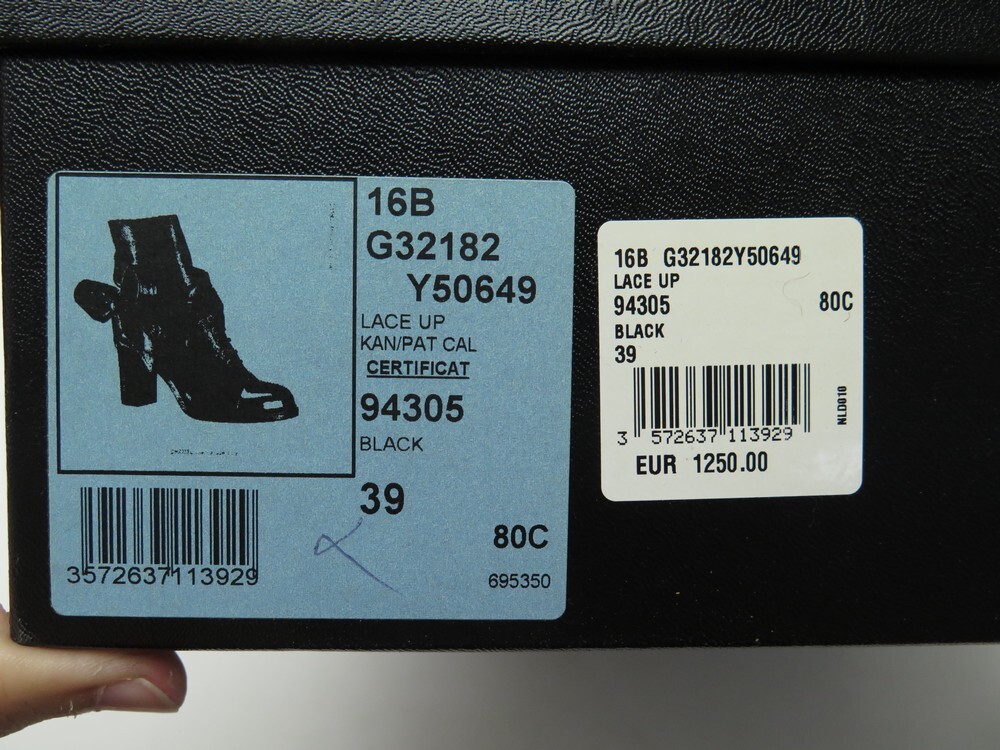 16B
G32182
Y50649
LACE UP
KAN/PAT CAL
CERTIFICAT
94305
BLACK
39
80C
695350
3572637113929
16B G32182Y50649
LACE UP
94305
80C
BLACK
39
NLD010
3 572637 113929
EUR 1250.00